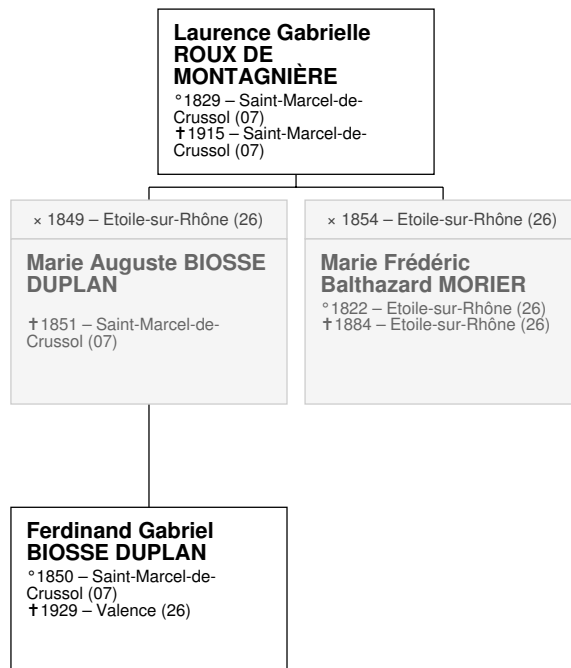 Laurence Gabrielle
ROUX DE
MONTAGNIÈRE
°1829 – Saint-Marcel-de-
Crussol (07)
✝1915 – Saint-Marcel-de-
Crussol (07)
× 1849 – Etoile-sur-Rhône (26)
Marie Auguste BIOSSE
DUPLAN
✝1851 – Saint-Marcel-de-
Crussol (07)
× 1854 – Etoile-sur-Rhône (26)
Marie Frédéric
Balthazard MORIER
°1822 – Etoile-sur-Rhône (26)
✝1884 – Etoile-sur-Rhône (26)
Ferdinand Gabriel
BIOSSE DUPLAN
°1850 – Saint-Marcel-de-
Crussol (07)
✝1929 – Valence (26)